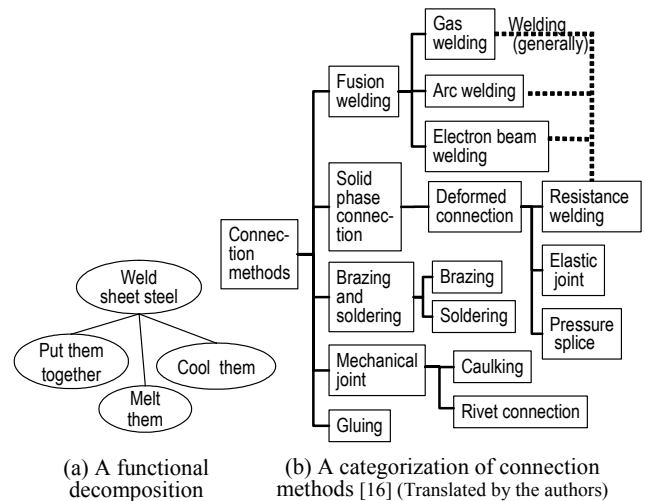 Weld
sheet steel
Put them
together
Melt
them
Cool them
(a) A functional
decomposition
Connec-
tion
methods
Fusion
welding
Gas
welding
Welding
(generally)
Arc welding
Electron beam
welding
Solid
phase
connec-
tion
Deformed
connection
Resistance
welding
Elastic
joint
Pressure
splice
Brazing
and
soldering
Brazing
Soldering
Mechanical
joint
Caulking
Rivet connection
Gluing
(b) A categorization of connection
methods [16] (Translated by the authors)